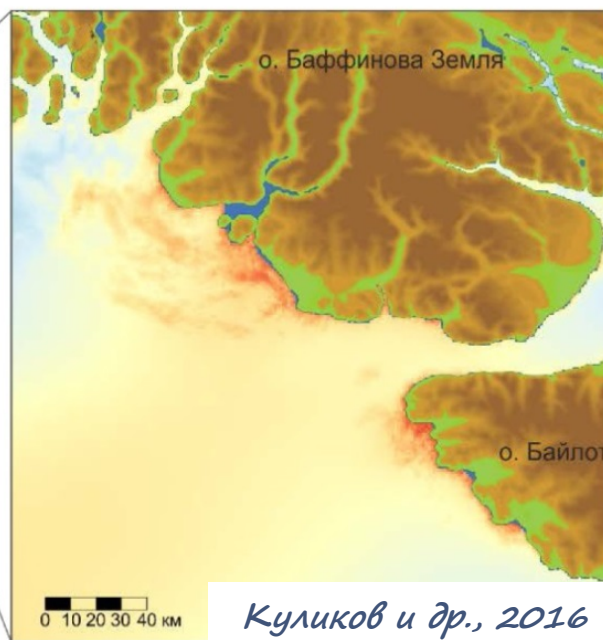 о. Баффинова Земля
о. Байлот
0 10 20 30 40 км
Куликов и др., 2016